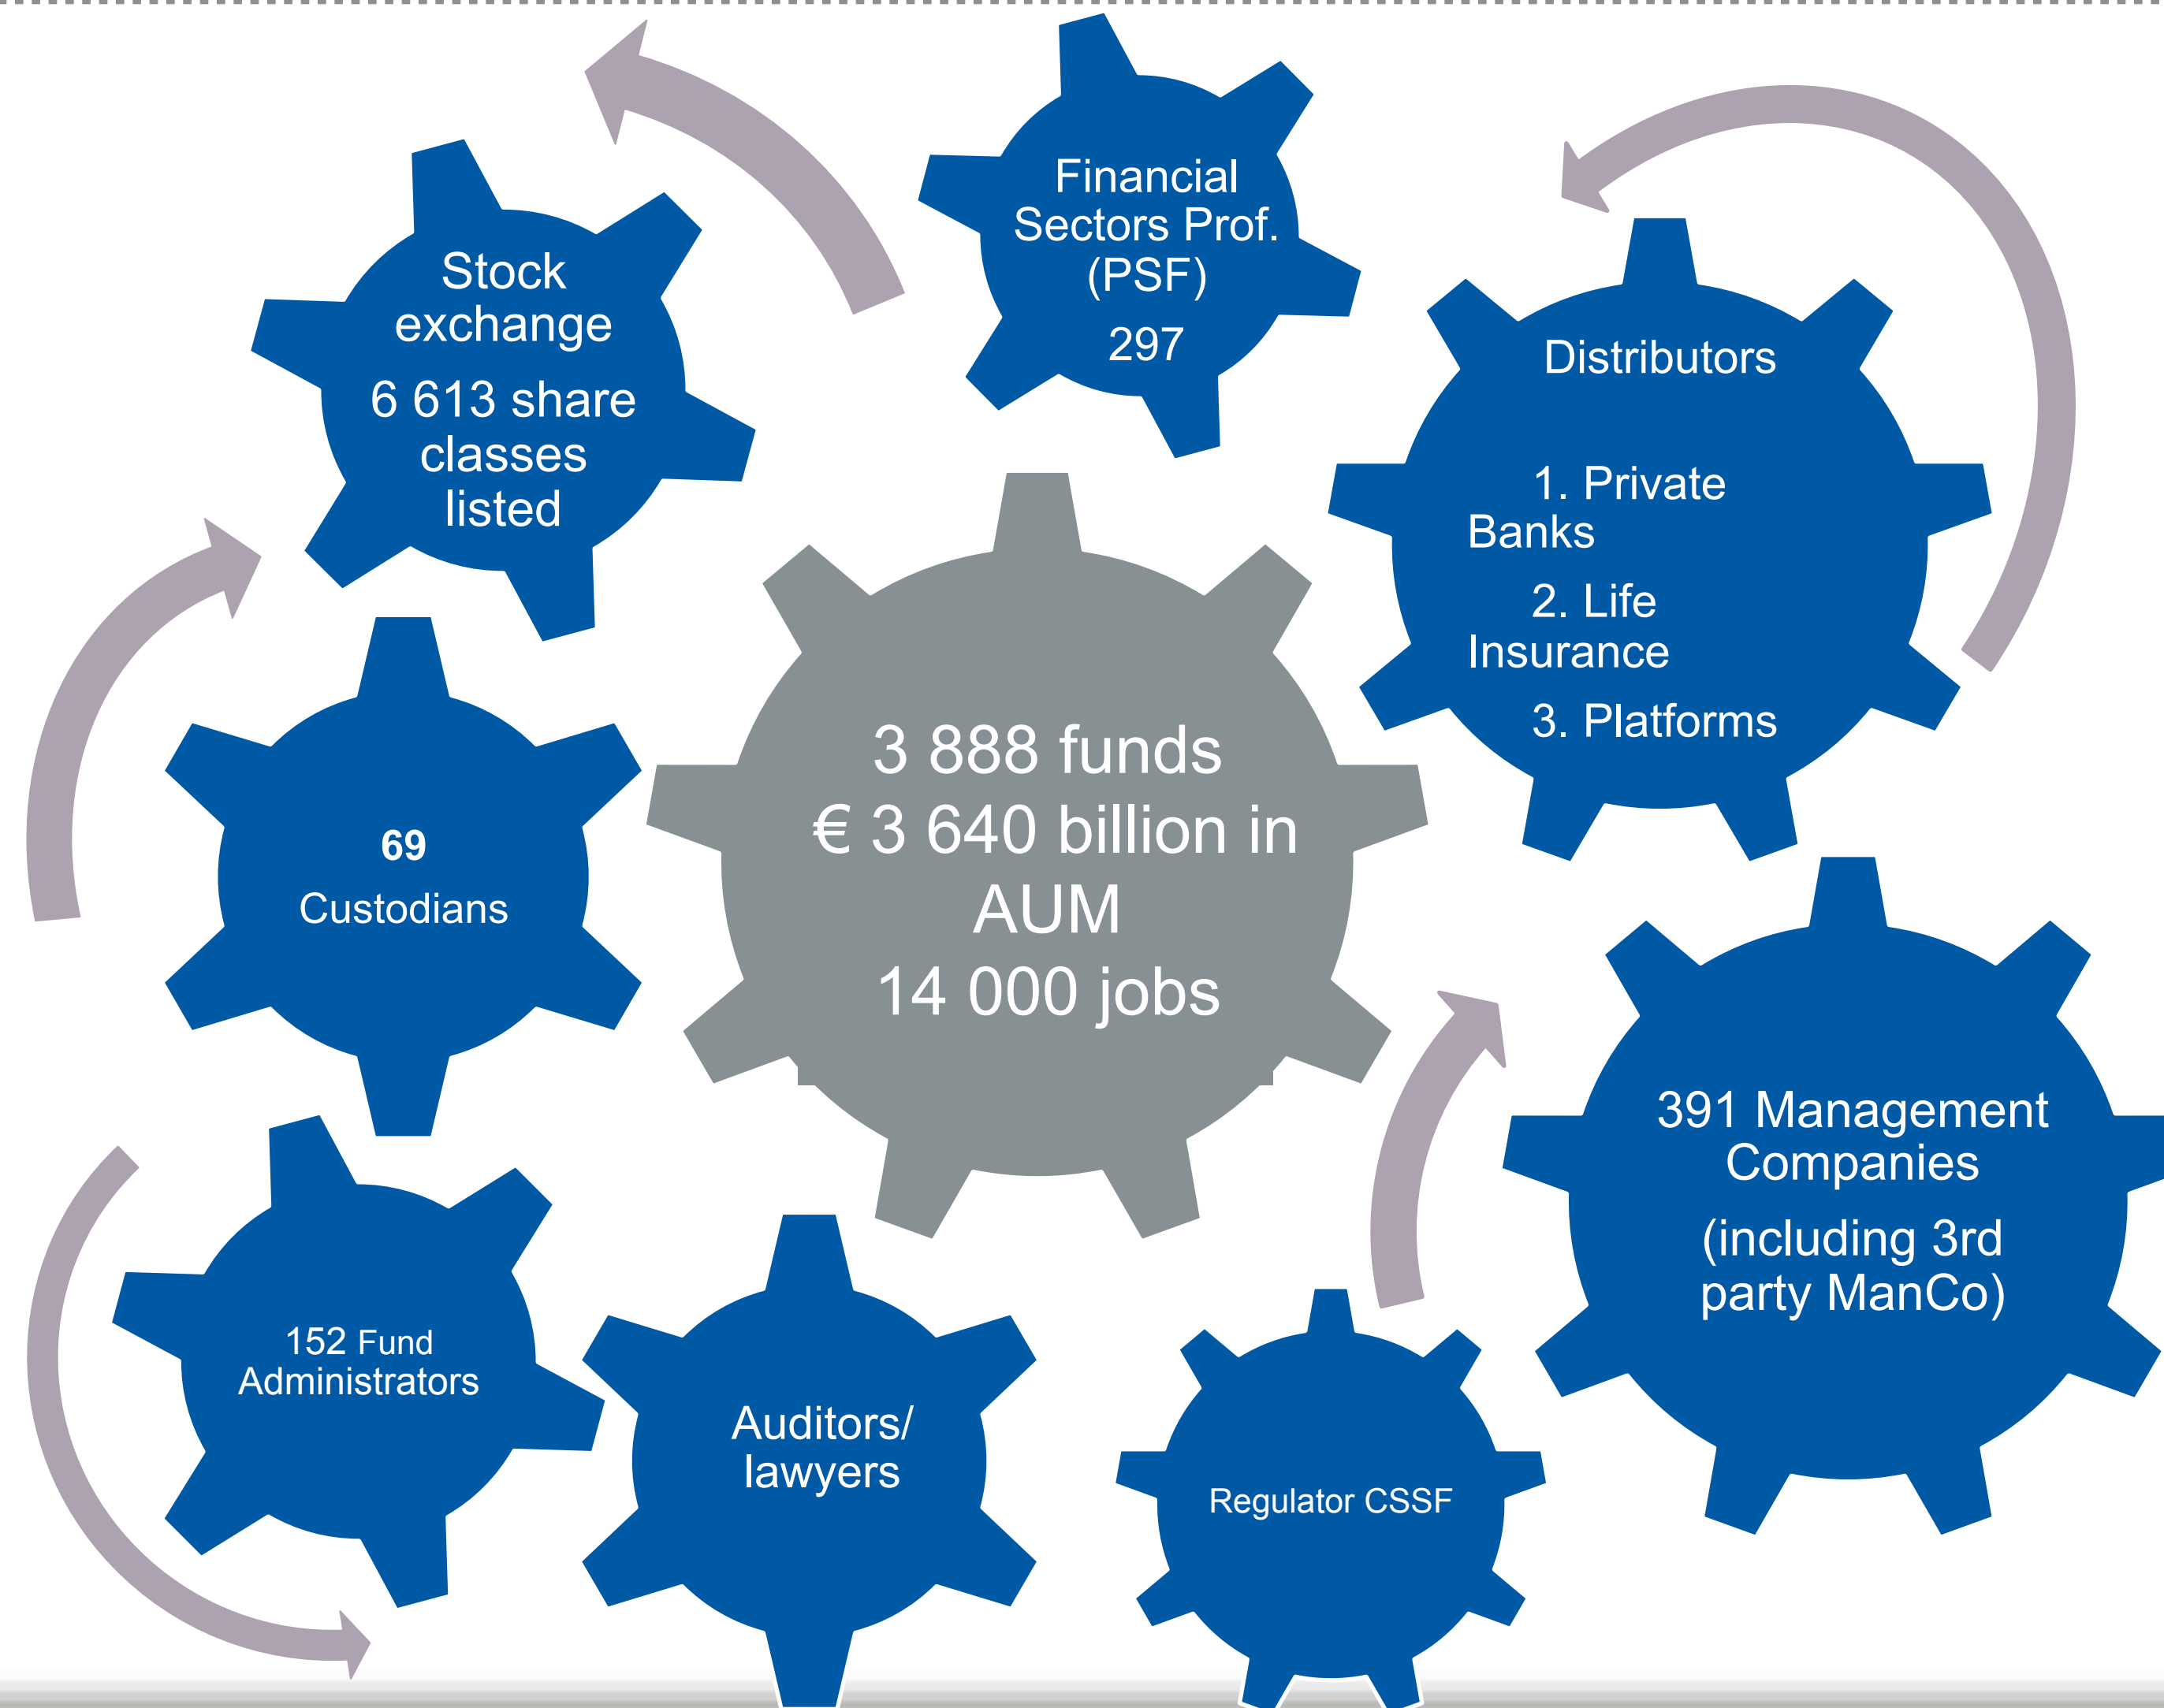 Financial
Sectors Prof.
(PSF)
297
Stock
exchange
6 613 share
classes
listed
Distributors
1. Private
Banks
2. Life
Insurance
3. Platforms
3 888 funds
€ 3 640 billion in
AUM
14 000 jobs
69
Custodians
391 Management
Companies
(including 3rd
party ManCo)
152 Fund
Administrators
Auditors/
lawyers
Regulator CSSF